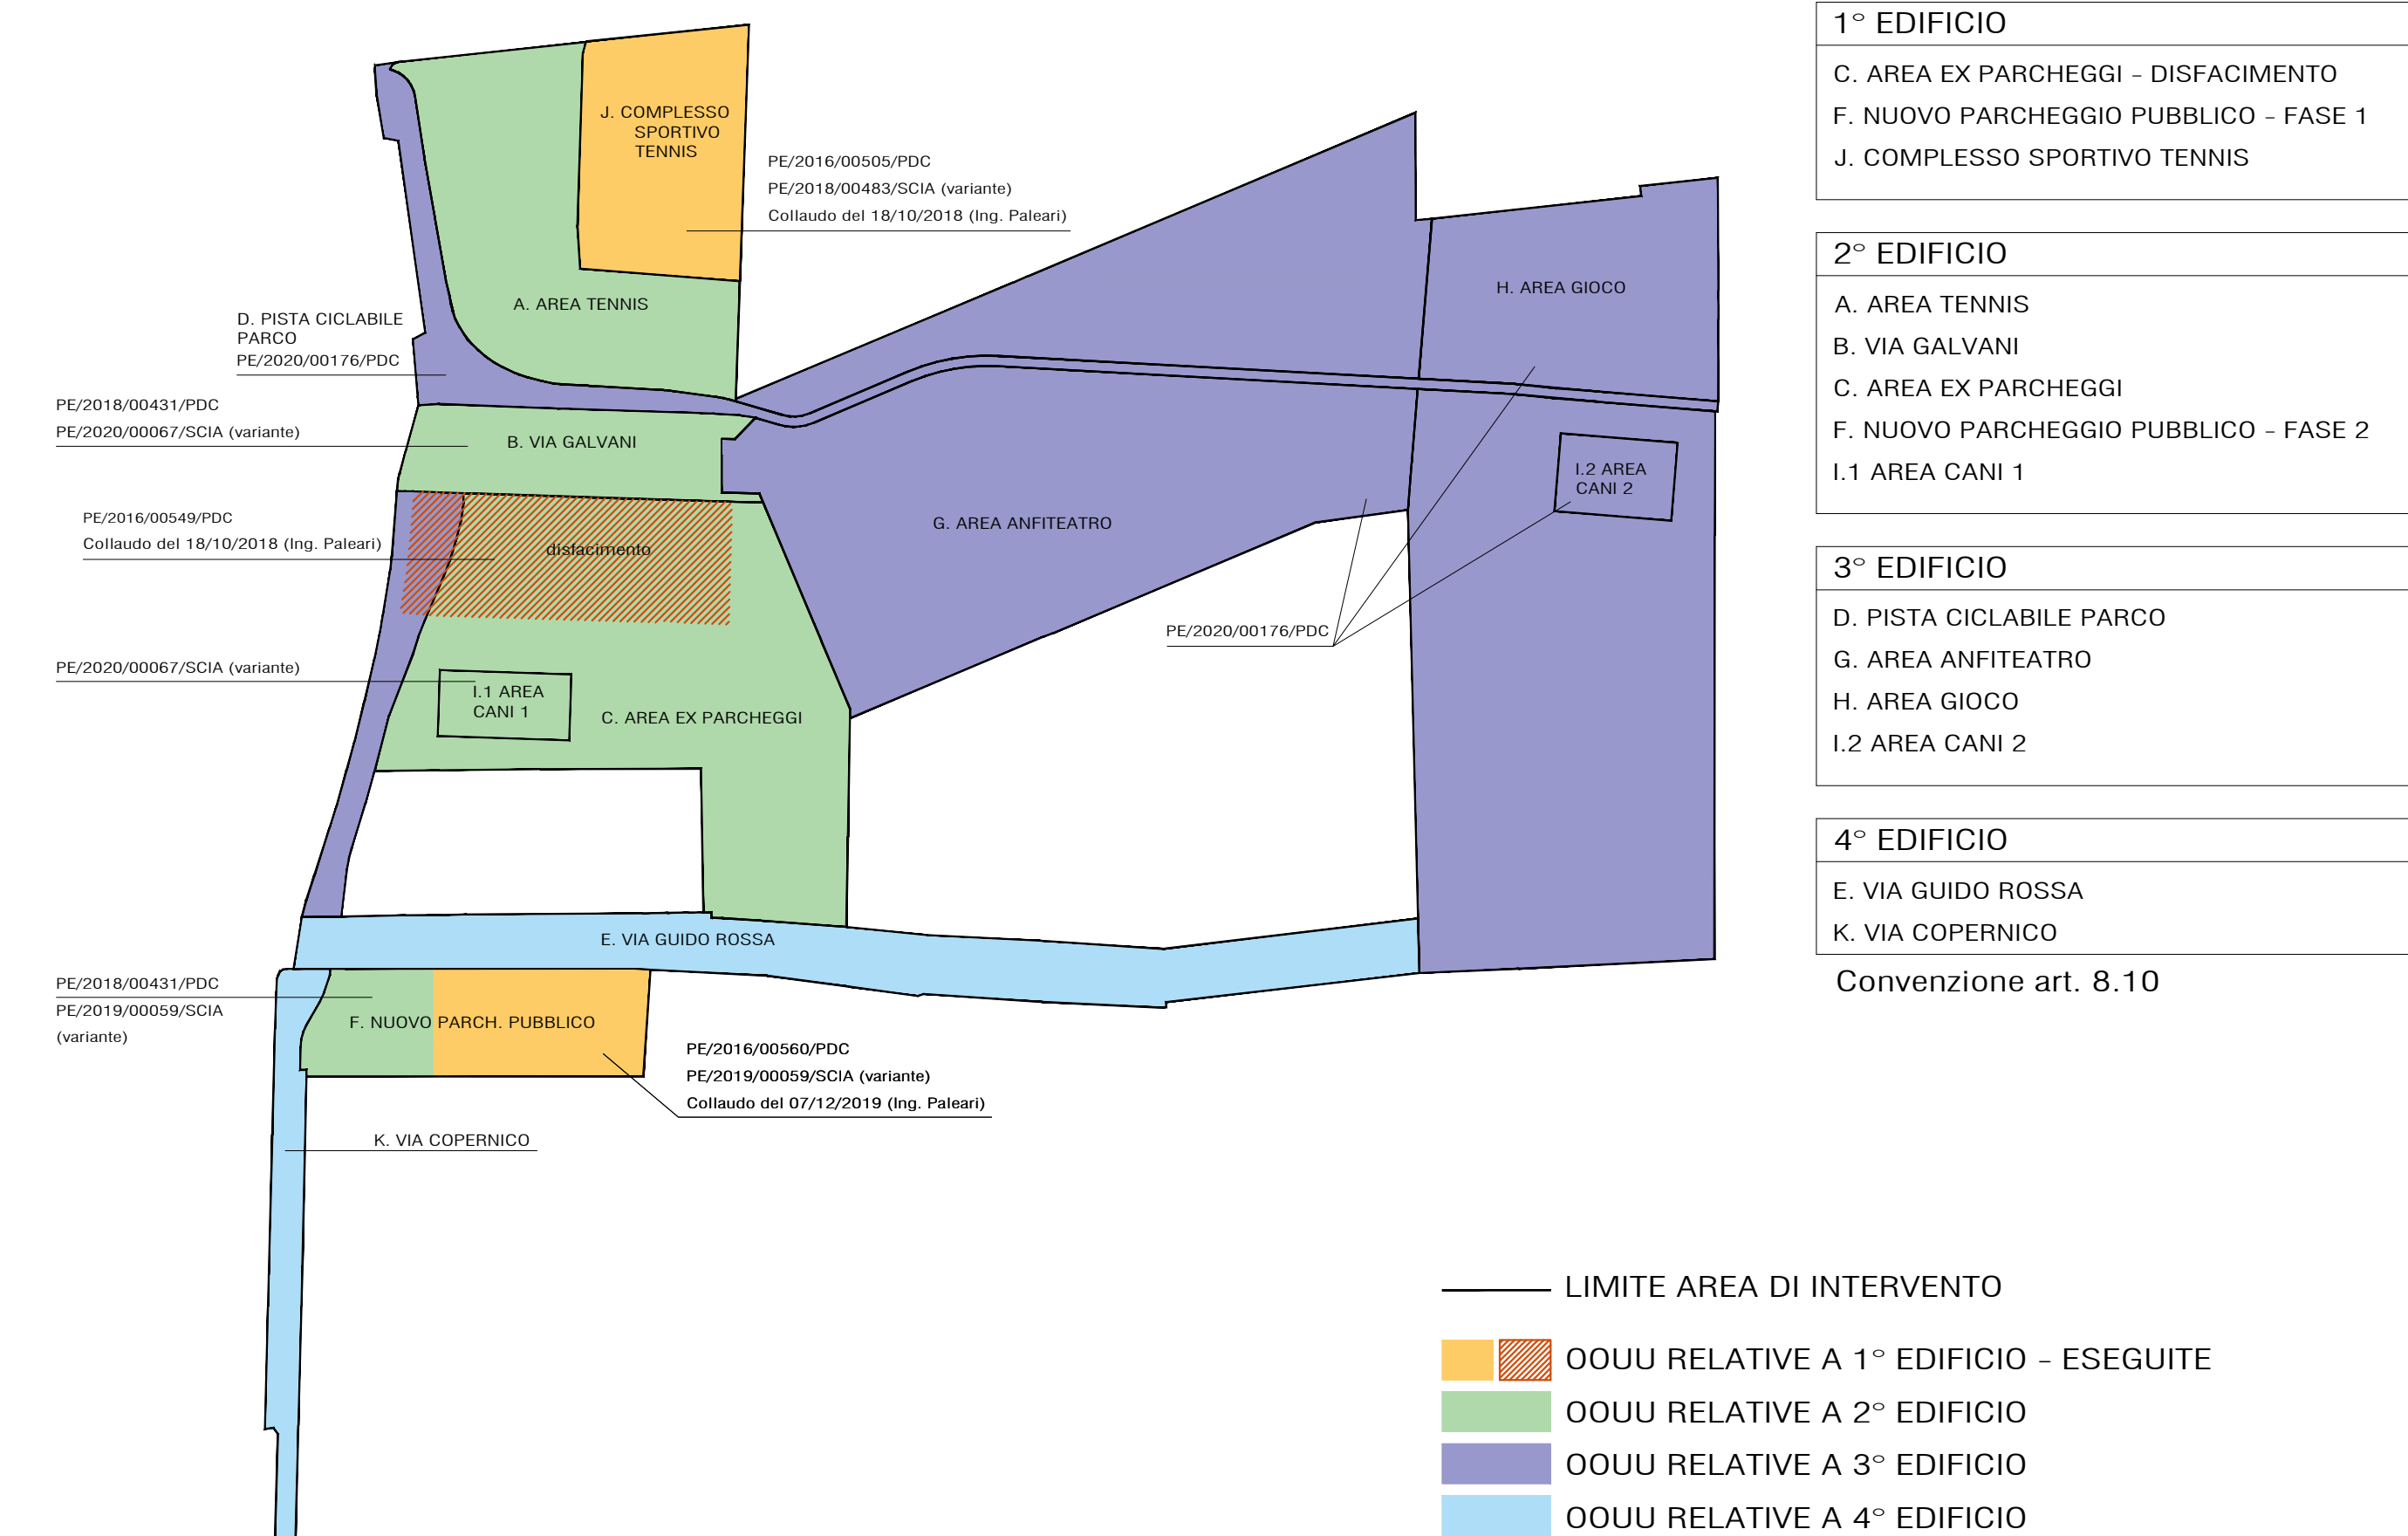 J. COMPLESSO
SPORTIVO
TENNIS
PE/2016/00505/PDC
PE/2018/00483/SCIA (variante)
Collaudo del 18/10/2018 (Ing. Paleari)
A. AREA TENNIS
H. AREA GIOCO
D. PISTA CICLABILE
PARCO
PE/2020/00176/PDC
PE/2018/00431/PDC
PE/2020/00067/SCIA (variante)
B. VIA GALVANI
I.2 AREA
CANI 2
PE/2016/00549/PDC
Collaudo del 18/10/2018 (Ing. Paleari)
disfacimento
G. AREA ANFITEATRO
PE/2020/00176/PDC
PE/2020/00067/SCIA (variante)
I.1 AREA
CANI 1
C. AREA EX PARCHEGGI
E. VIA GUIDO ROSSA
PE/2018/00431/PDC
PE/2019/00059/SCIA
(variante)
F. NUOVO PARCH. PUBBLICO
PE/2016/00560/PDC
PE/2019/00059/SCIA (variante)
Collaudo del 07/12/2019 (Ing. Paleari)
K. VIA COPERNICO
1° EDIFICIO
C. AREA EX PARCHEGGI - DISFACIMENTO
F. NUOVO PARCHEGGIO PUBBLICO - FASE 1
J. COMPLESSO SPORTIVO TENNIS
2° EDIFICIO
A. AREA TENNIS
B. VIA GALVANI
C. AREA EX PARCHEGGI
F. NUOVO PARCHEGGIO PUBBLICO - FASE 2
I.1 AREA CANI 1
3° EDIFICIO
D. PISTA CICLABILE PARCO
G. AREA ANFITEATRO
H. AREA GIOCO
I.2 AREA CANI 2
4° EDIFICIO
E. VIA GUIDO ROSSA
K. VIA COPERNICO
Convenzione art. 8.10
LIMITE AREA DI INTERVENTO
OOUU RELATIVE A 1° EDIFICIO - ESEGUITE
OOUU RELATIVE A 2° EDIFICIO
OOUU RELATIVE A 3° EDIFICIO
OOUU RELATIVE A 4° EDIFICIO